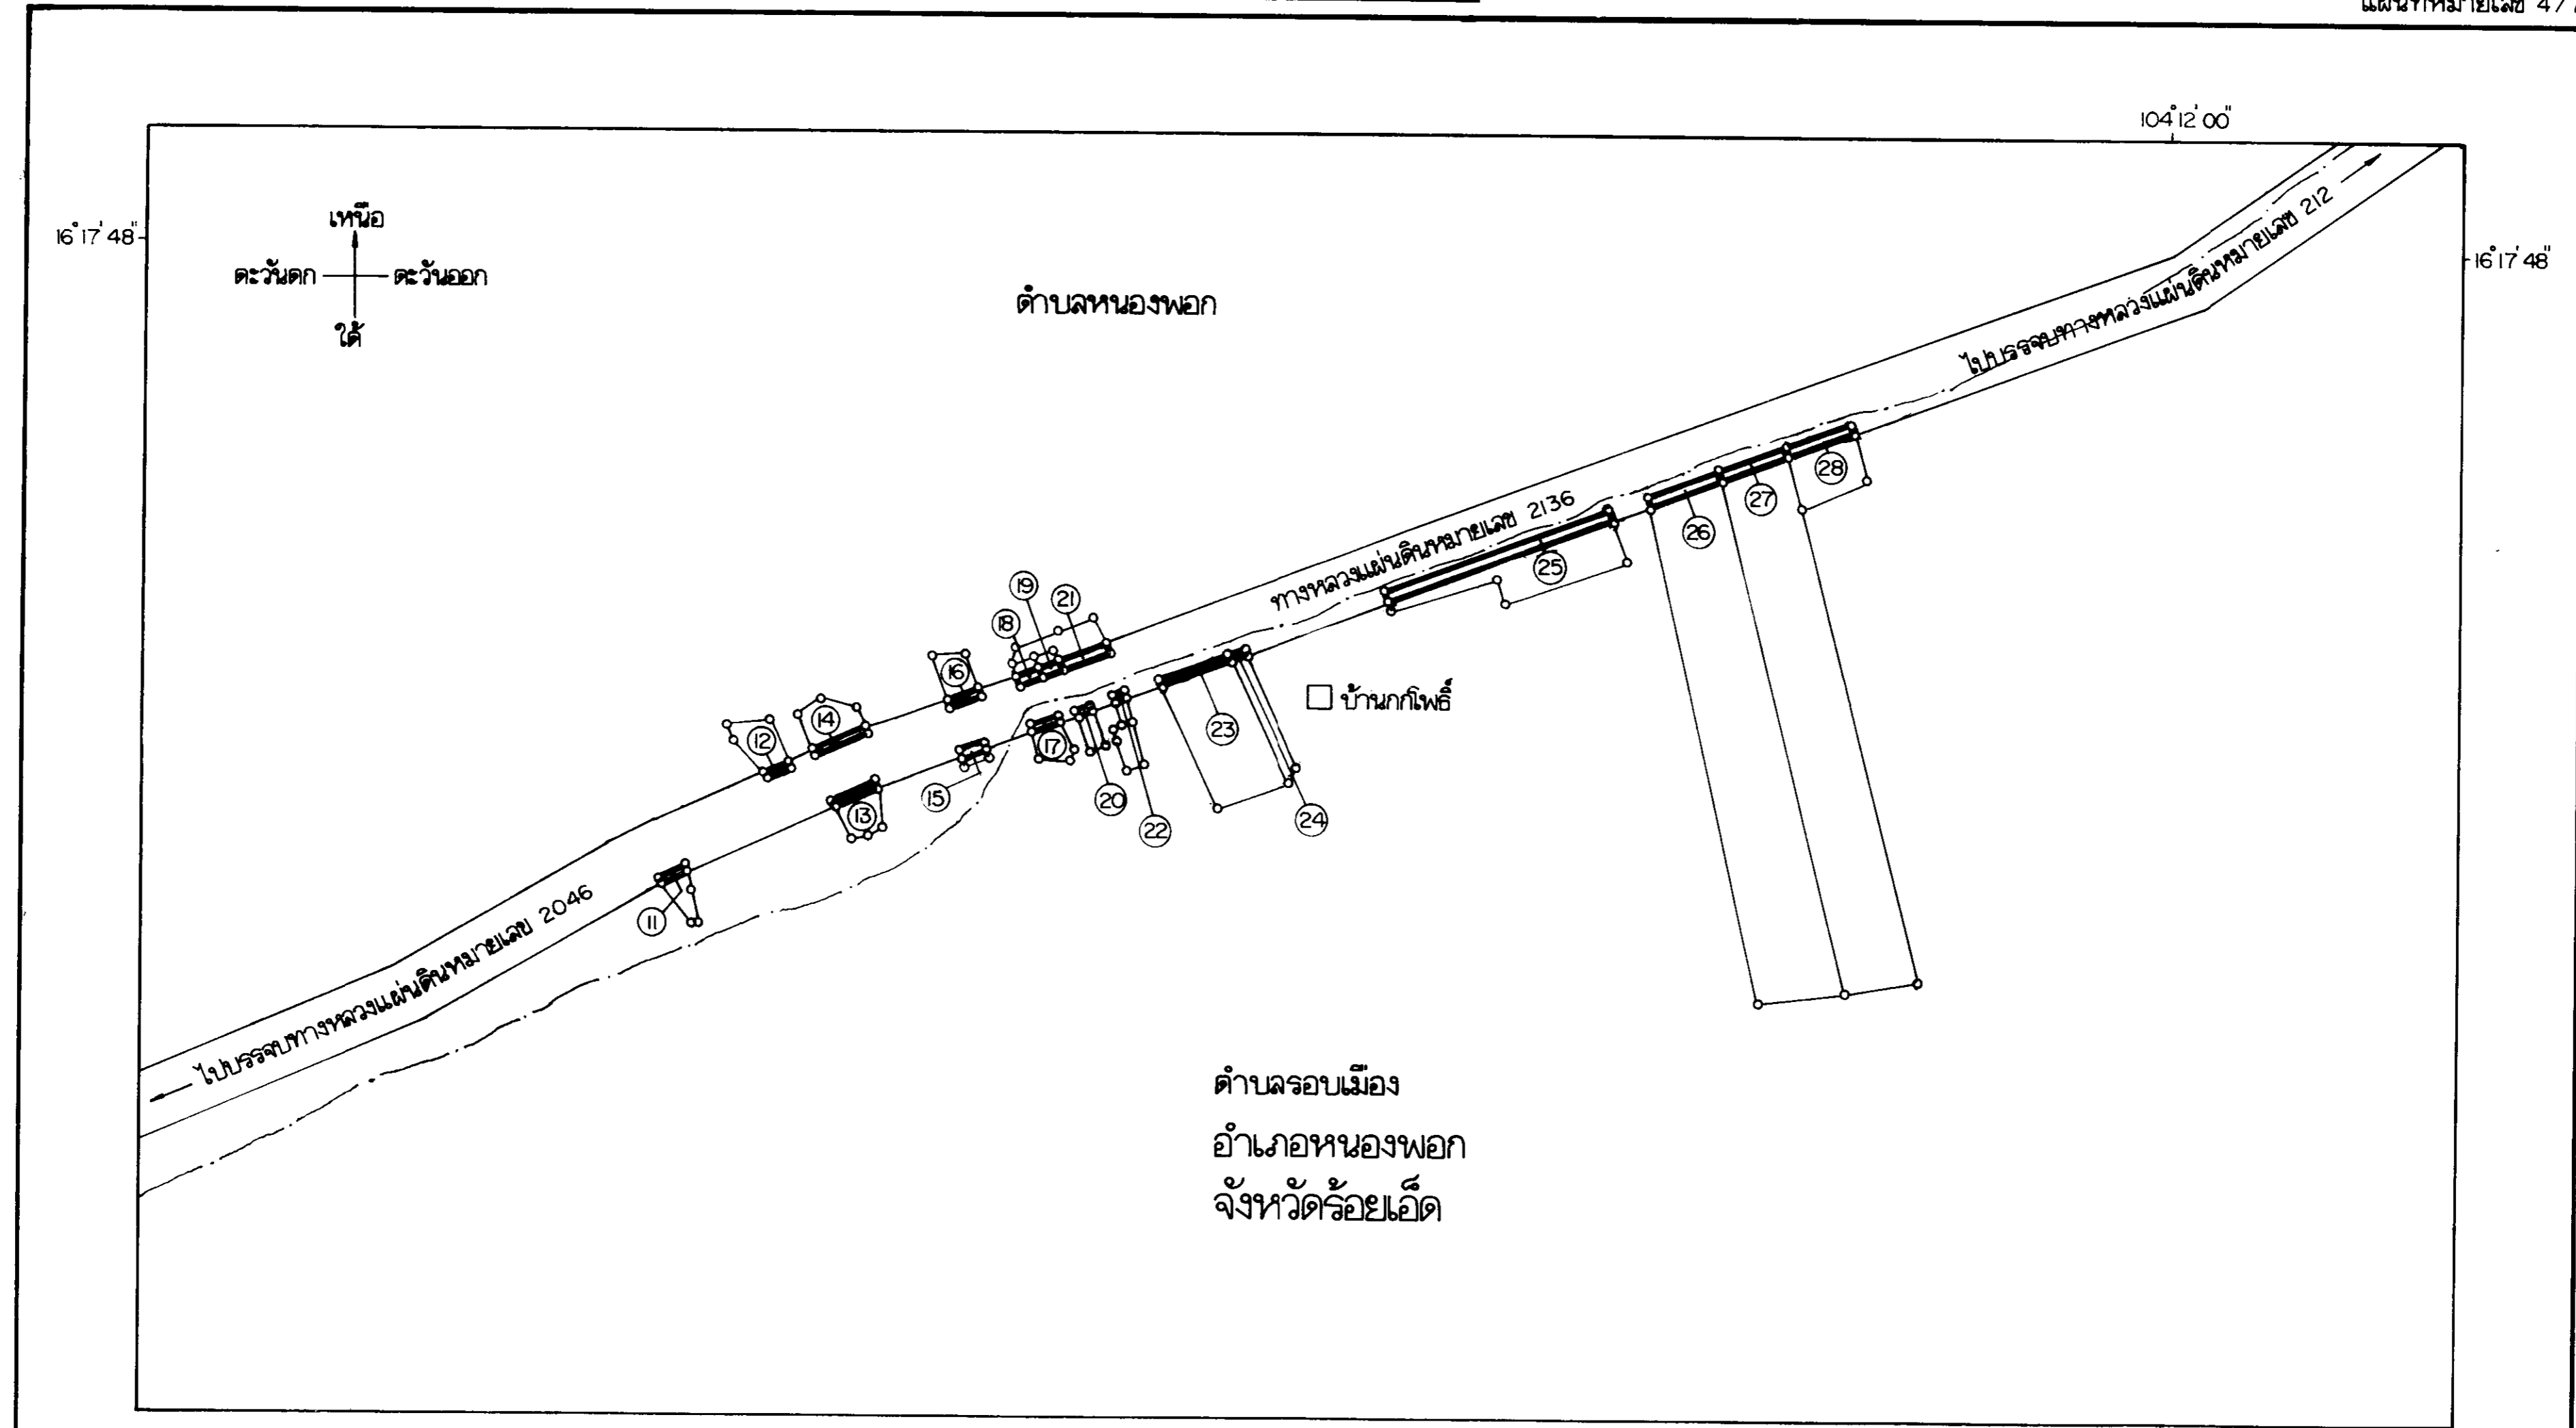 แผ่นที่หมายเลข 47
104°12'00"
16°17'48"
16°17'48"
เหนือ
ตะวันตก
ตะวันออก
ใต้
ตำบลหนองพอก
ไปบรรจบทางหลวงแผ่นดินหมายเลข 212
ทางหลวงแผ่นดินหมายเลข 2136
ไปบรรจบทางหลวงแผ่นดินหมายเลข 2046
28
27
26
25
19
21
18
16
14
12
17
23
15
20
13
24
22
11
บ้านกกโพธิ์
ตำบลรอบเมือง
อำเภอหนองพอก
จังหวัดร้อยเอ็ด